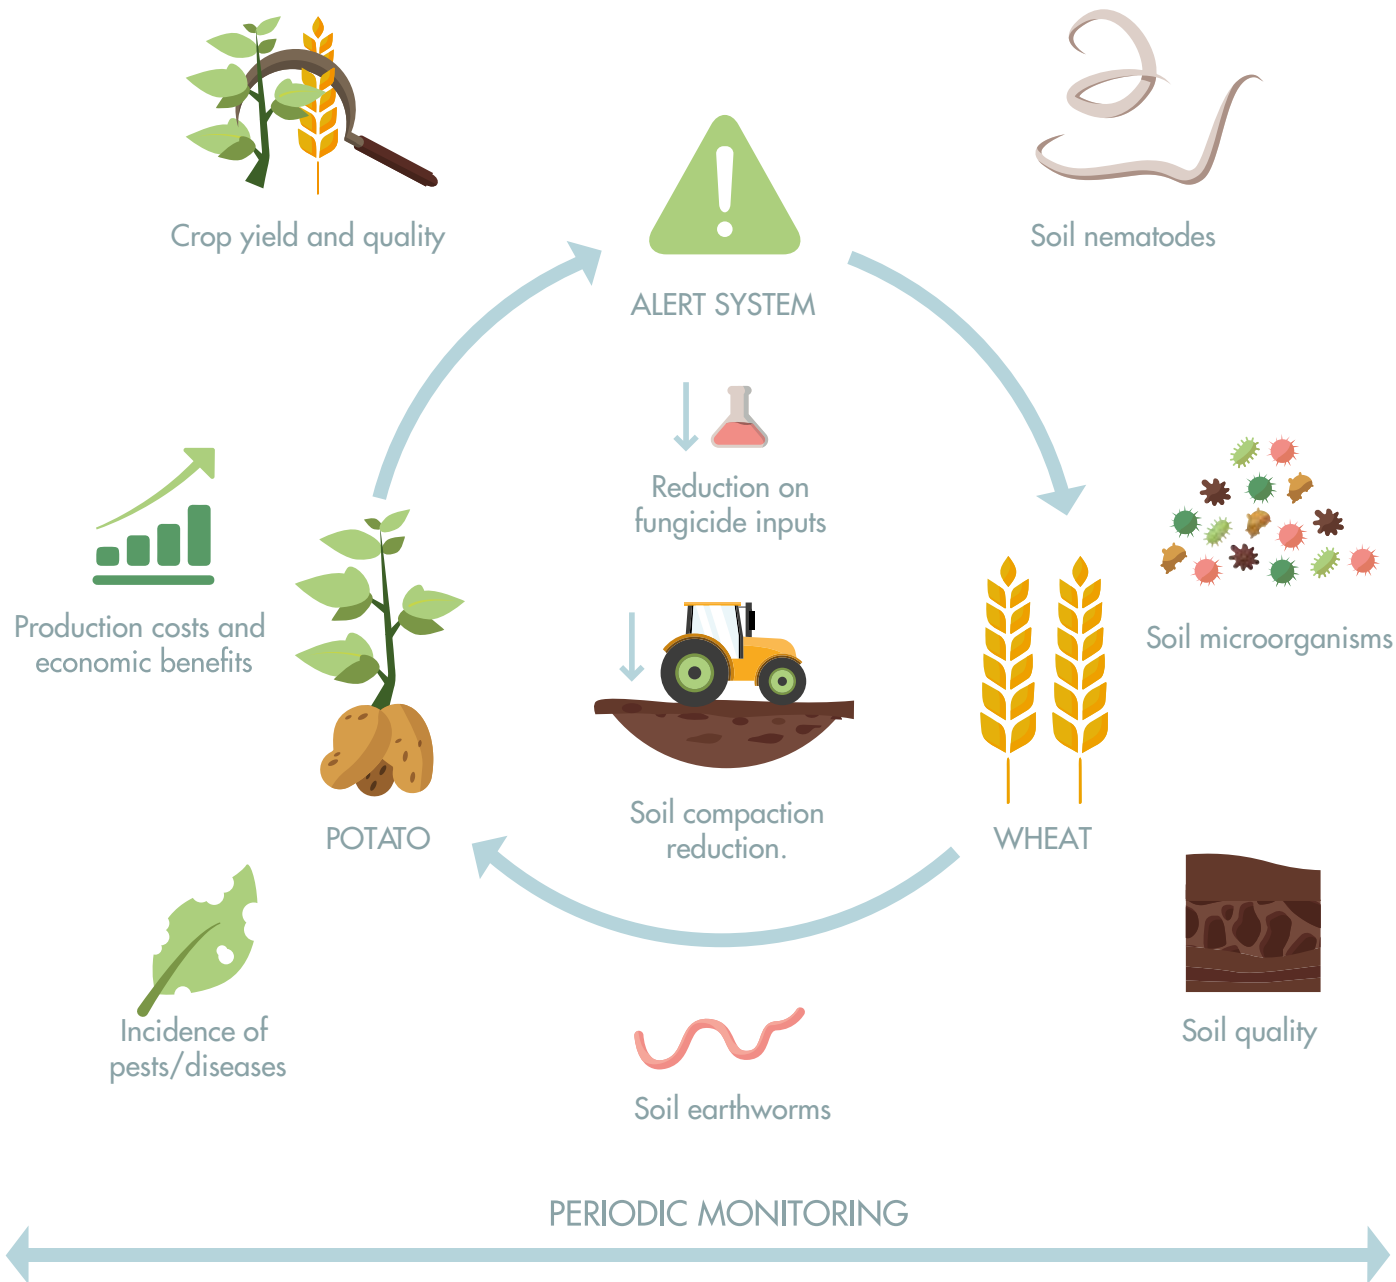 Crop yield and quality
Soil nematodes
ALERT SYSTEM
Reduction on
fungicide inputs
Production costs and
economic benefits
Soil microorganisms
Soil compaction
reduction.
POTATO
WHEAT
Incidence of
pests/diseases
Soil quality
Soil earthworms
PERIODIC MONITORING